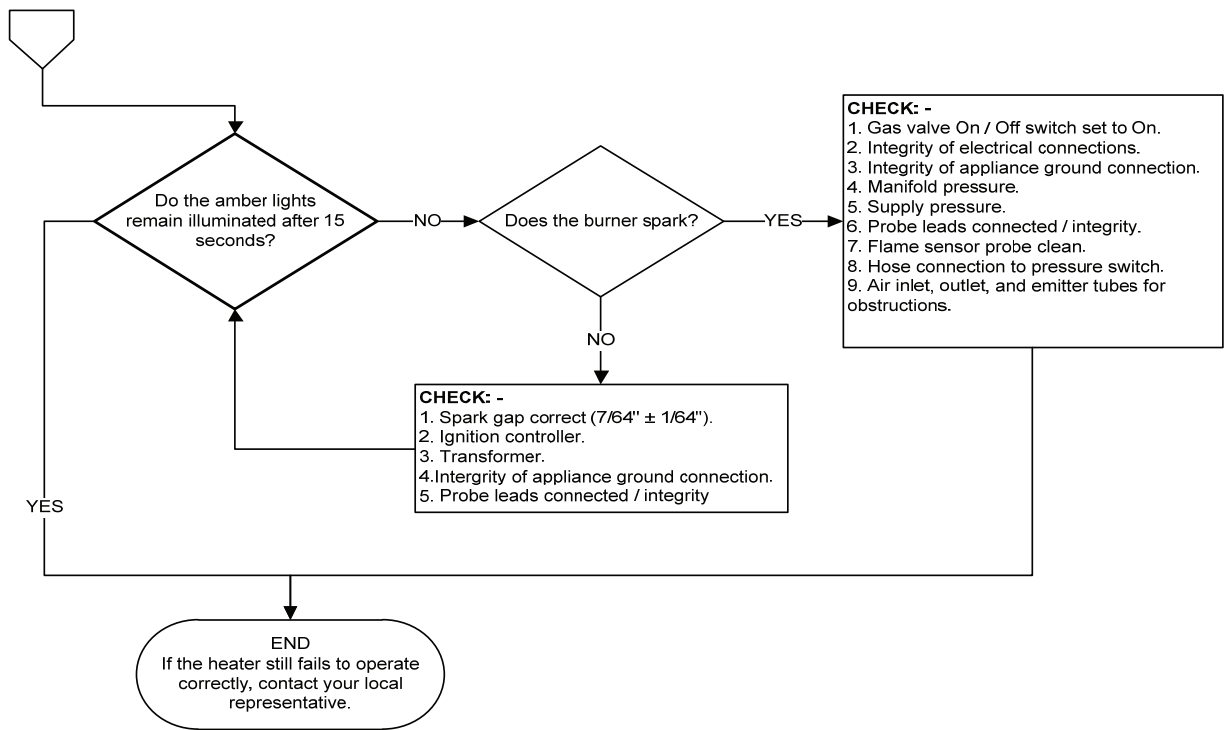 Do the amber lights
remain illuminated after 15
seconds?
NO
Does the burner spark?
YES
CHECK: -
1. Gas valve On / Off switch set to On.
2. Integrity of electrical connections.
3. Integrity of appliance ground connection.
4. Manifold pressure.
5. Supply pressure.
6. Probe leads connected / integrity.
7. Flame sensor probe clean.
8. Hose connection to pressure switch.
9. Air inlet, outlet, and emitter tubes for
obstructions.
NO
CHECK: -
1. Spark gap correct (7/64" ± 1/64").
2. Ignition controller.
3. Transformer.
4.Intergrity of appliance ground connection.
5. Probe leads connected / integrity
YES
END
If the heater still fails to operate
correctly, contact your local
representative.